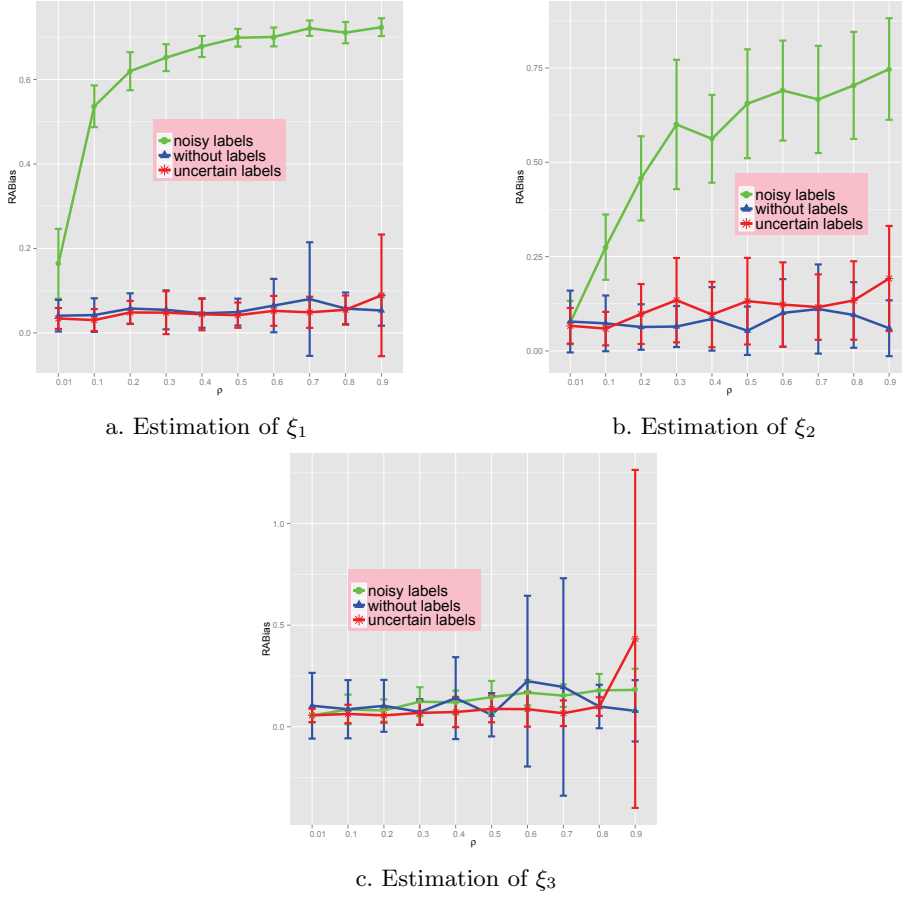 0.6
0.4
0.2
0.0
RABias
noisy labels
without labels
uncertain labels
0.01 0.1 0.2 0.3 0.4 0.5 0.6 0.7 0.8 0.9
ρ
a. Estimation of ξ1
0.75
0.50
0.25
0.00
RABias
noisy labels
without labels
uncertain labels
0.01 0.1 0.2 0.3 0.4 0.5 0.6 0.7 0.8 0.9
ρ
b. Estimation of ξ2
1.0
0.5
0.0
RABias
noisy labels
without labels
uncertain labels
0.01 0.1 0.2 0.3 0.4 0.5 0.6 0.7 0.8 0.9
ρ
c. Estimation of ξ3